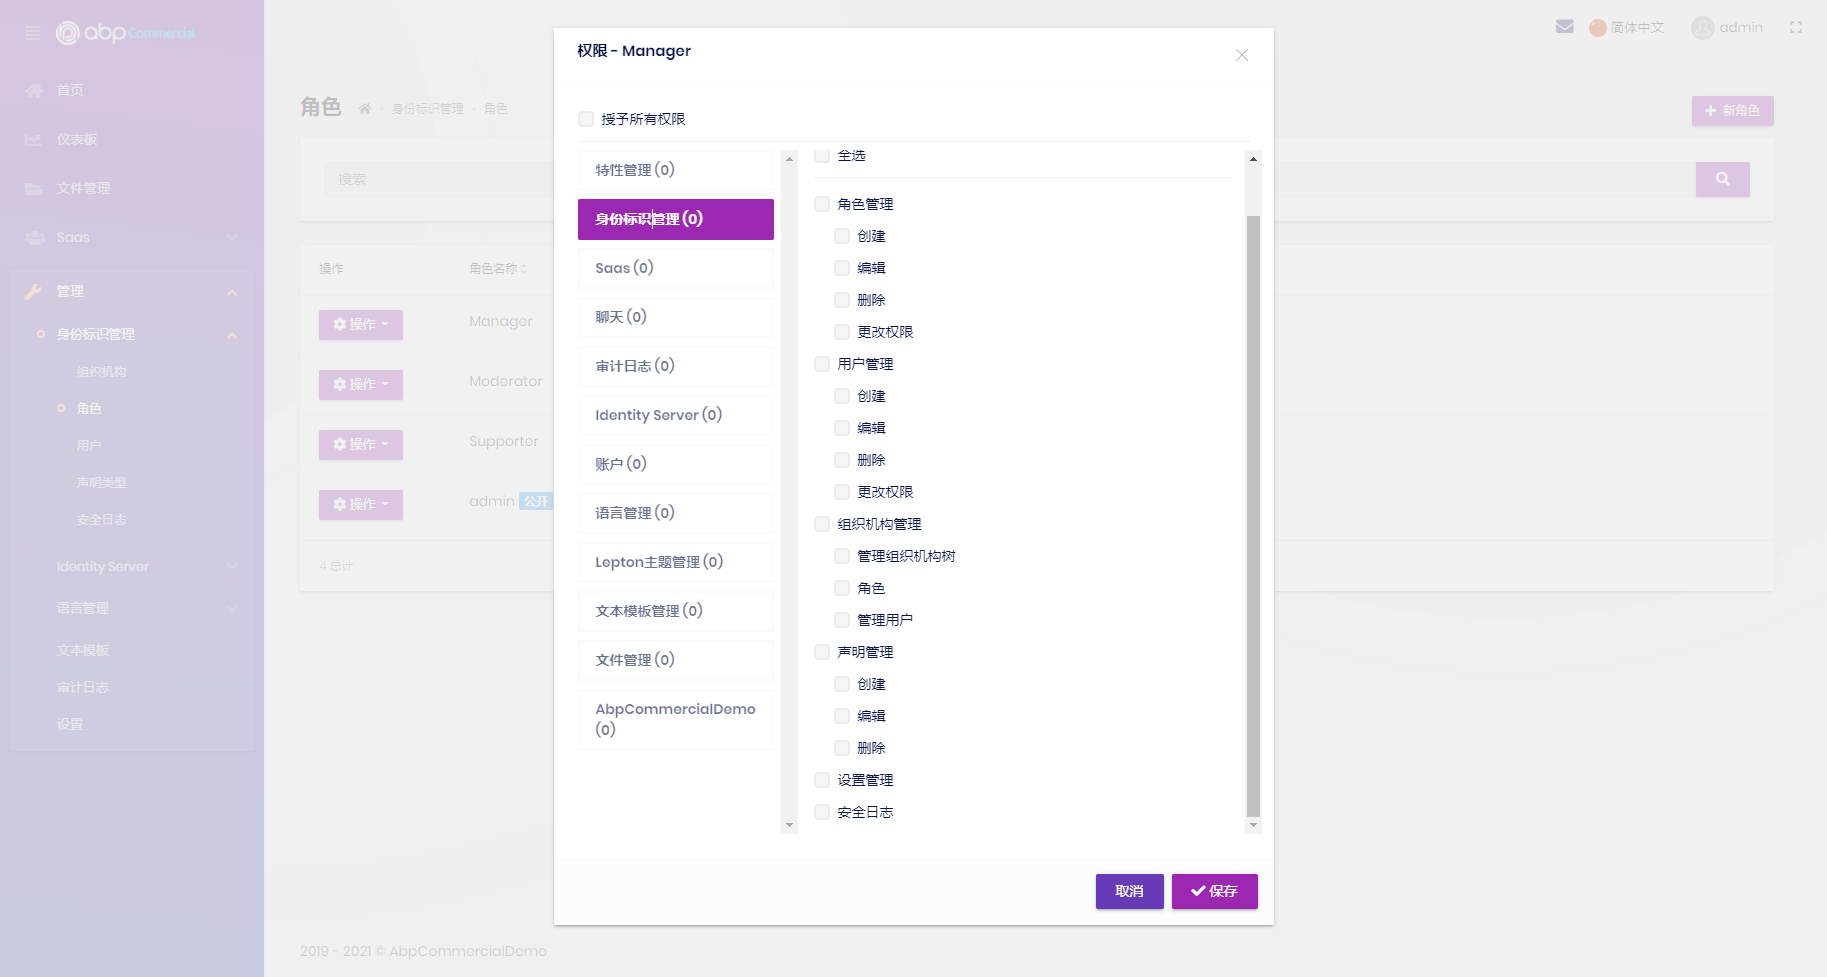 abp Commercial
首页
仪表板
文件管理
Saas
管理
身份标识管理
组织机构
角色
用户
声明类型
安全日志
Identity Server
语言管理
文本模板
审计日志
设置
简体中文
admin
角色
身份标识管理
角色
新角色
搜索
操作
角色名称
操作
Manager
操作
Moderator
操作
Supporter
操作
admin 公开
4 总计
2019 - 2021 © AbpCommercialDemo
权限 - Manager
授予所有权限
特性管理 (0)
身份标识管理 (0)
Saas (0)
聊天 (0)
审计日志 (0)
Identity Server (0)
账户 (0)
语言管理 (0)
Lepton主题管理 (0)
文本模板管理 (0)
文件管理 (0)
AbpCommercialDemo
(0)
全选
角色管理
创建
编辑
删除
更改权限
用户管理
创建
编辑
删除
更改权限
组织机构管理
管理组织机构树
角色
管理用户
声明管理
创建
编辑
删除
设置管理
安全日志
取消
保存